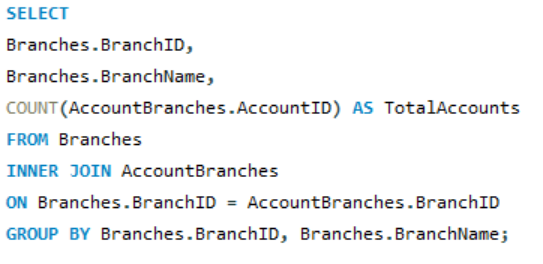 SELECT
Branches.BranchID,
Branches.BranchName,
COUNT(AccountBranches.AccountID) AS TotalAccounts
FROM Branches
INNER JOIN AccountBranches
ON Branches.BranchID = AccountBranches.BranchID
GROUP BY Branches.BranchID, Branches.BranchName;